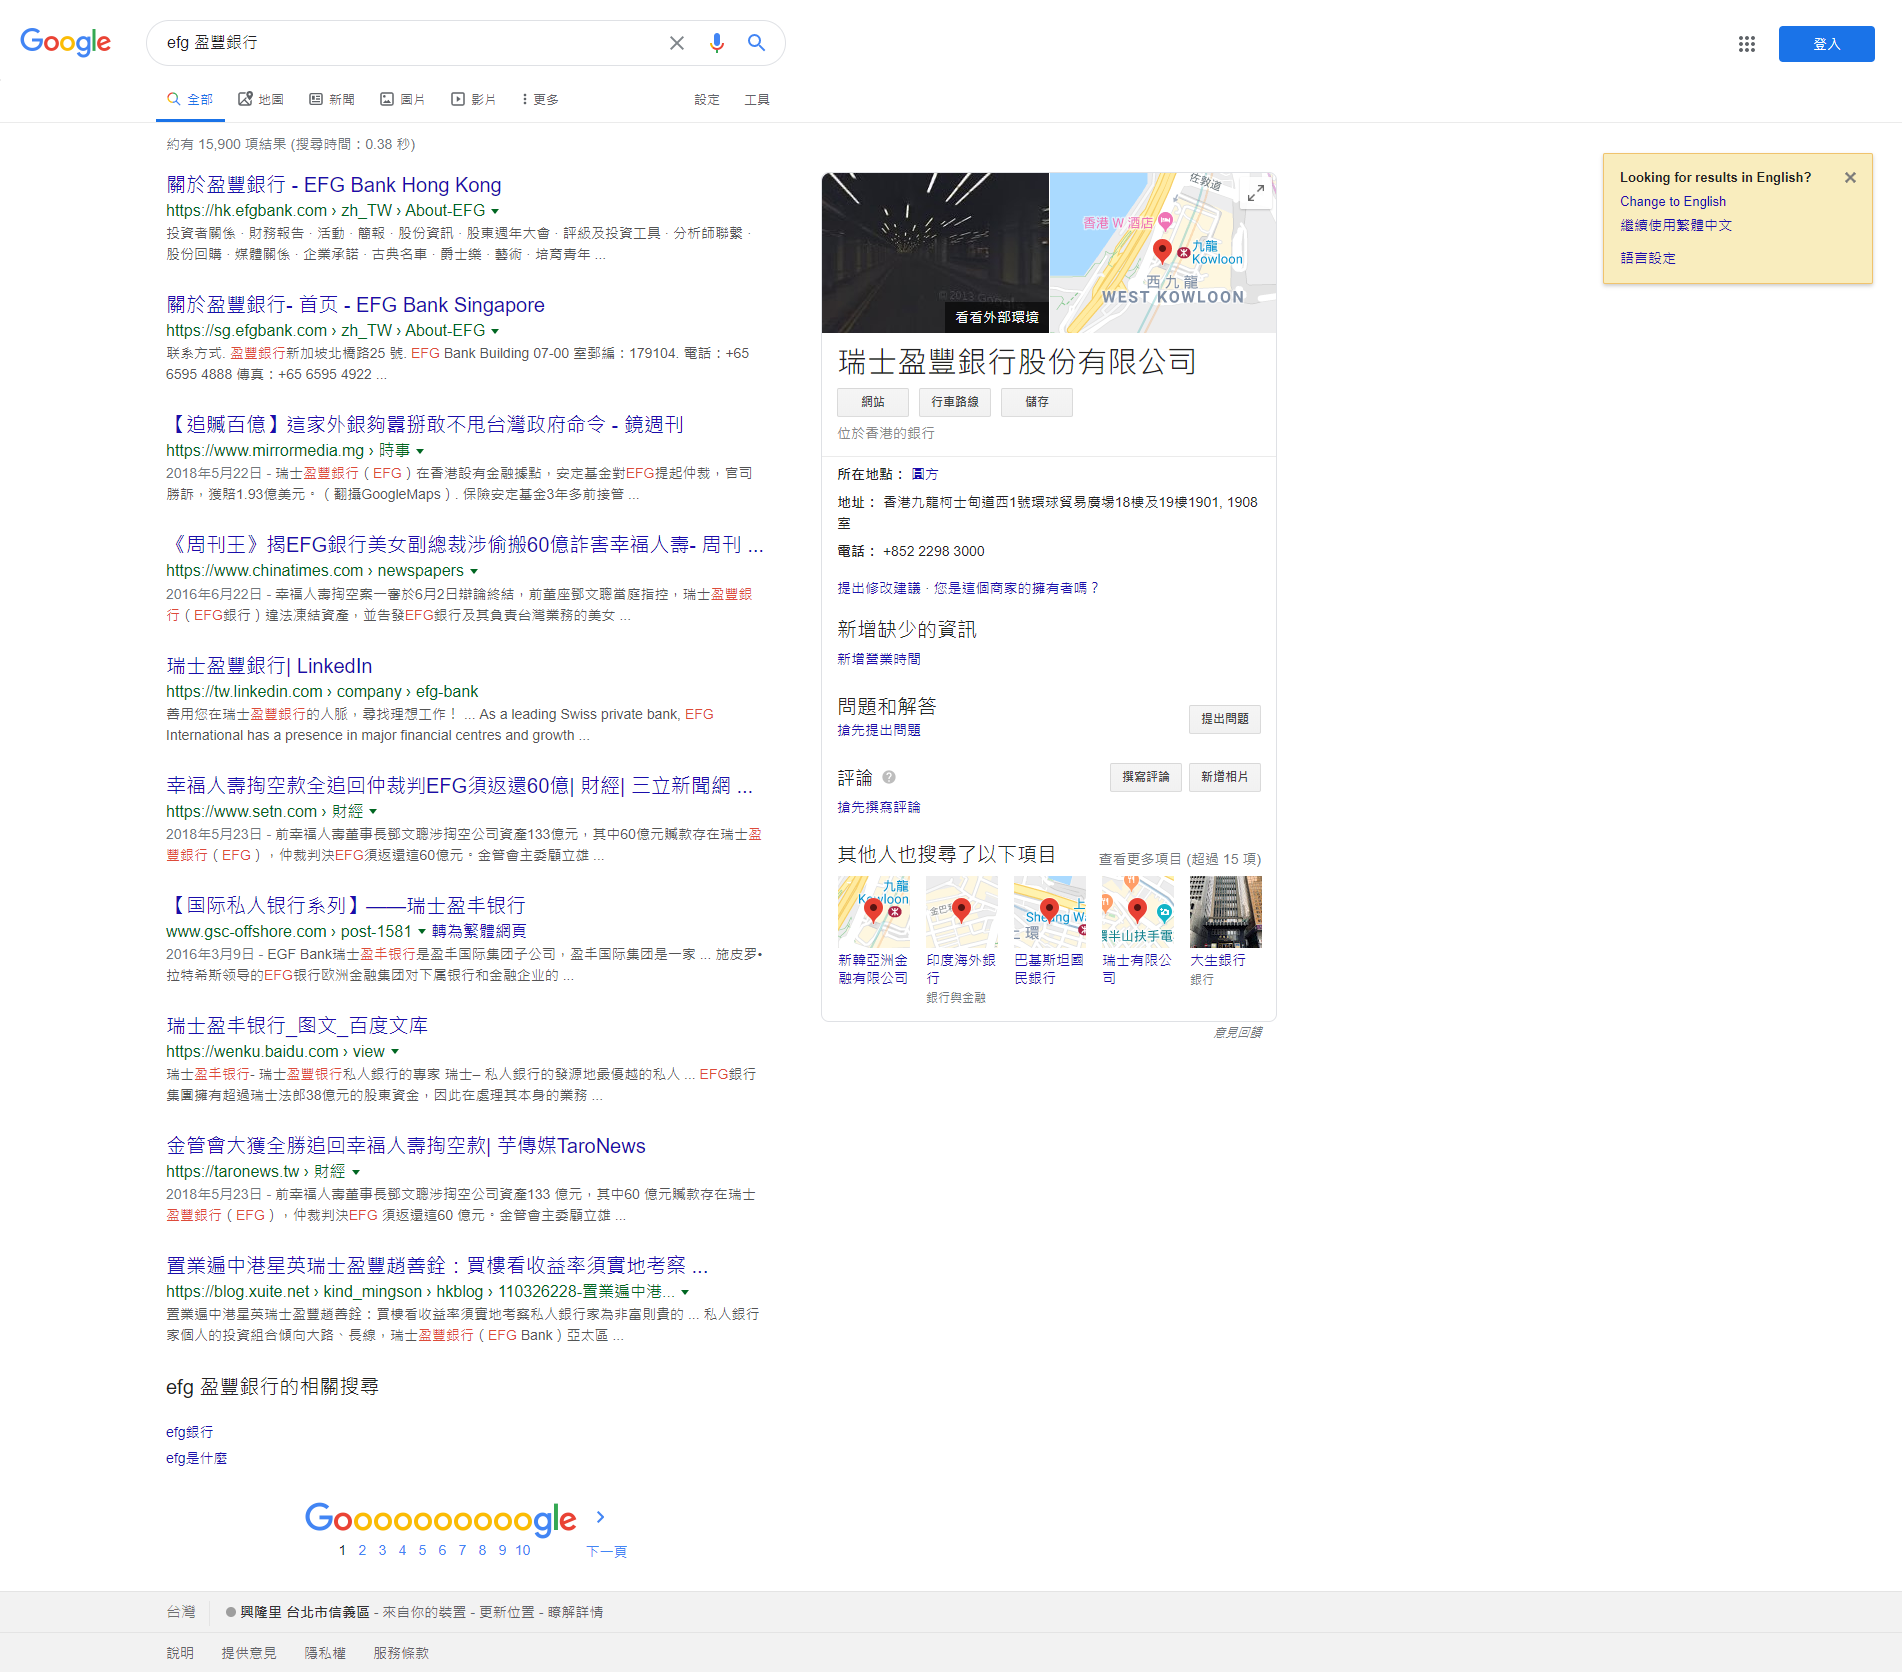 Google
efg 盈豐銀行
登入
全部 地圖 新聞 圖片 影片 更多 設定 工具
約有 15,900 項結果 (搜尋時間：0.38 秒)
關於盈豐銀行 - EFG Bank Hong Kong
https://hk.efgbank.com › zh_TW › About-EFG
投資者關係 · 財務報告 · 活動 · 簡報 · 股份資訊 · 股東週年大會 · 評級及投資工具 · 分析師聯繫 ·
股份回購 · 媒體關係 · 企業承諾 · 古典名車 · 爵士樂 · 藝術 · 培育青年 ...
關於盈豐銀行- 首页 - EFG Bank Singapore
https://sg.efgbank.com › zh_TW › About-EFG
联系方式. 盈豐銀行新加坡北橋路25 號. EFG Bank Building 07-00 室郵編：179104. 電話：+65
6595 4888 傳真：+65 6595 4922 ...
【追贓百億】這家外銀夠囂掰敢不甩台灣政府命令 - 鏡週刊
https://www.mirrormedia.mg › 時事
2018年5月22日 - 瑞士盈豐銀行（EFG）在香港設有金融據點，安定基金對EFG提起仲裁，官司
勝訴，獲賠1.93億美元。（翻攝GoogleMaps）. 保險安定基金3年多前接管 ...
《周刊王》揭EFG銀行美女副總裁涉偷搬60億詐害幸福人壽- 周刊 ...
https://www.chinatimes.com › newspapers
2016年6月22日 - 幸福人壽掏空案一審於6月2日辯論終結，前董座鄧文聰當庭指控，瑞士盈豐銀
行（EFG銀行）違法凍結資產，並告發EFG銀行及其負責台灣業務的美女 ...
瑞士盈豐銀行| LinkedIn
https://tw.linkedin.com › company › efg-bank
善用您在瑞士盈豐銀行的人脈，尋找理想工作！ ... As a leading Swiss private bank, EFG
International has a presence in major financial centres and growth ...
幸福人壽掏空款全追回仲裁判EFG須返還60億| 財經| 三立新聞網 ...
https://www.setn.com › 財經
2018年5月23日 - 前幸福人壽董事長鄧文聰涉掏空公司資產133億元，其中60億元贓款存在瑞士盈
豐銀行（EFG），仲裁判決EFG須返還這60億元。金管會主委顧立雄 ...
【国际私人银行系列】——瑞士盈丰银行
www.gsc-offshore.com › post-1581 轉為繁體網頁
2016年3月9日 - EGF Bank瑞士盈丰银行是盈丰国际集团子公司，盈丰国际集团是一家 ... 施皮罗•
拉特希斯领导的EFG银行欧洲金融集团对下属银行和金融企业的 ...
瑞士盈丰银行_图文_百度文库
https://wenku.baidu.com › view
瑞士盈丰银行- 瑞士盈豐銀行私人銀行的專家 瑞士– 私人銀行的發源地最優越的私人 ... EFG銀行
集團擁有超過瑞士法郎38億元的股東資金，因此在處理其本身的業務 ...
金管會大獲全勝追回幸福人壽掏空款| 芋傳媒TaroNews
https://taronews.tw › 財經
2018年5月23日 - 前幸福人壽董事長鄧文聰涉掏空公司資產133 億元，其中60 億元贓款存在瑞士
盈豐銀行（EFG），仲裁判決EFG 須返還這60 億元。金管會主委顧立雄 ...
置業遍中港星英瑞士盈豐趙善銓：買樓看收益率須實地考察 ...
https://blog.xuite.net › kind_mingson › hkblog › 110326228-置業遍中港...
置業遍中港星英瑞士盈豐趙善銓：買樓看收益率須實地考察私人銀行家為非富則貴的 ... 私人銀行
家個人的投資組合傾向大路、長線，瑞士盈豐銀行（EFG Bank）亞太區 ...
efg 盈豐銀行的相關搜尋
efg銀行
efg是什麼
Goooooooooogle
1 2 3 4 5 6 7 8 9 10 下一頁
©2013 Google
看看外部環境
佐敦道
香港 W 酒店
九龍
Kowloon
西九龍
WEST KOWLOON
瑞士盈豐銀行股份有限公司
網站 行車路線 儲存
位於香港的銀行
所在地點： 圓方
地址： 香港九龍柯士甸道西1號環球貿易廣場18樓及19樓1901, 1908
室
電話： +852 2298 3000
提出修改建議 · 您是這個商家的擁有者嗎？
新增缺少的資訊
新增營業時間
問題和解答
搶先提出問題
提出問題
評論
撰寫評論 新增相片
搶先撰寫評論
其他人也搜尋了以下項目 查看更多項目 (超過 15 項)
九龍
Kowloon
金巴
上
Sheung Wa
環
環半山扶手電
新韓亞洲金
融有限公司
印度海外銀
行
銀行與金融
巴基斯坦國
民銀行
瑞士有限公
司
大生銀行
銀行
意見回饋
Looking for results in English?
Change to English
繼續使用繁體中文
語言設定
台灣 興隆里 台北市信義區 - 來自你的裝置 - 更新位置 - 瞭解詳情
說明 提供意見 隱私權 服務條款